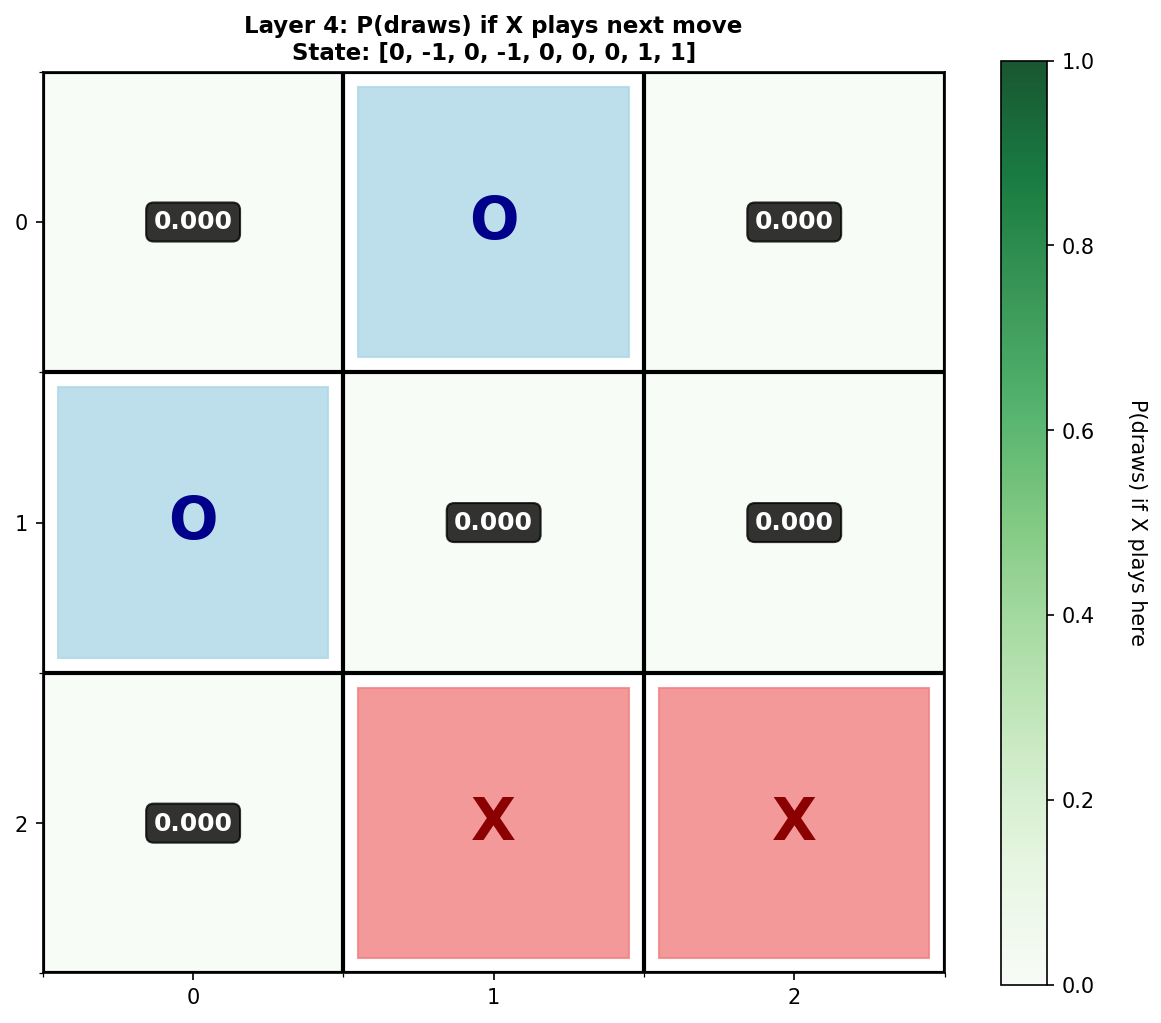 Layer 4: P(draws) if X plays next move
State: [0, -1, 0, -1, 0, 0, 0, 1, 1]
0.000 O 0.000
O 0.000 0.000
0.000 X X
0
1
2
0 1 2
1.0
0.8
0.6
0.4
0.2
0.0
P(draws) if X plays here